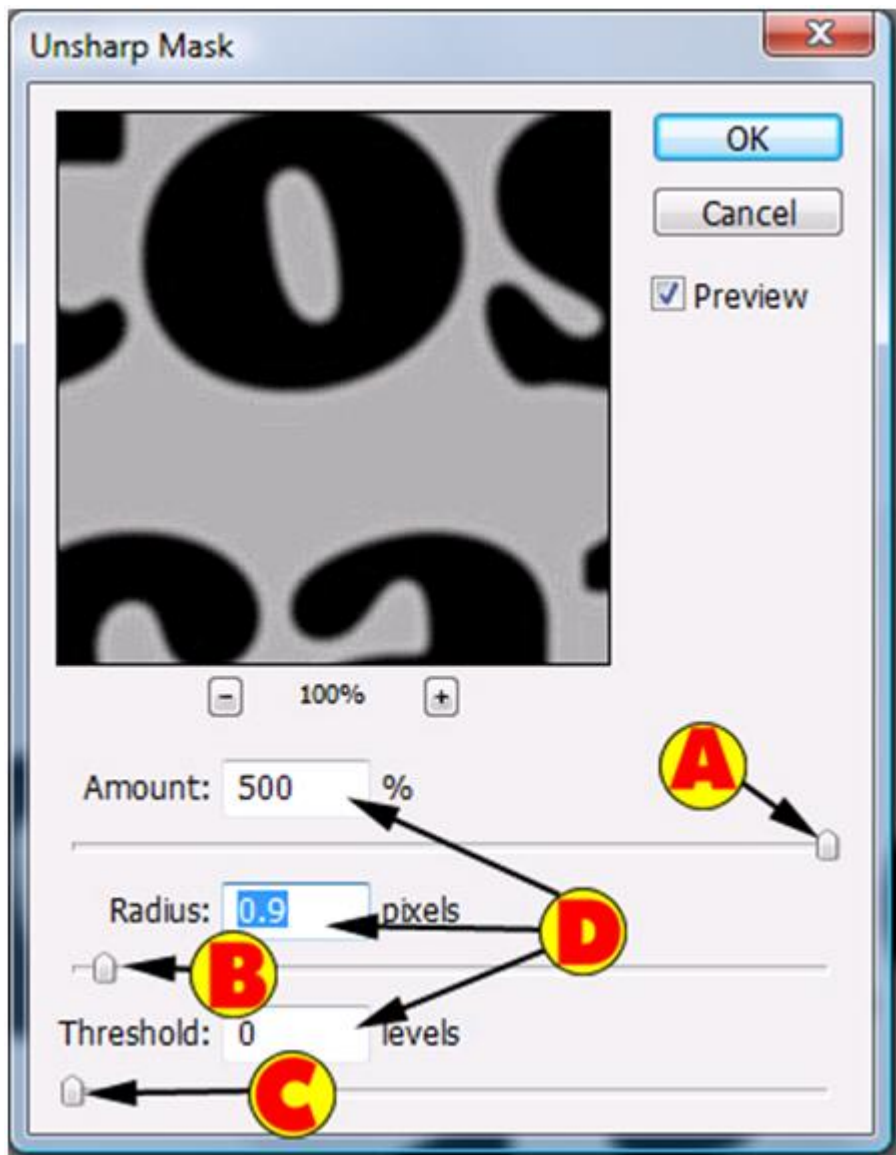 Unsharp Mask
OK
Cancel
Preview
- 100% +
A
Amount: 500 %
Radius: 0.9 pixels
D
B
Threshold: 0 levels
C